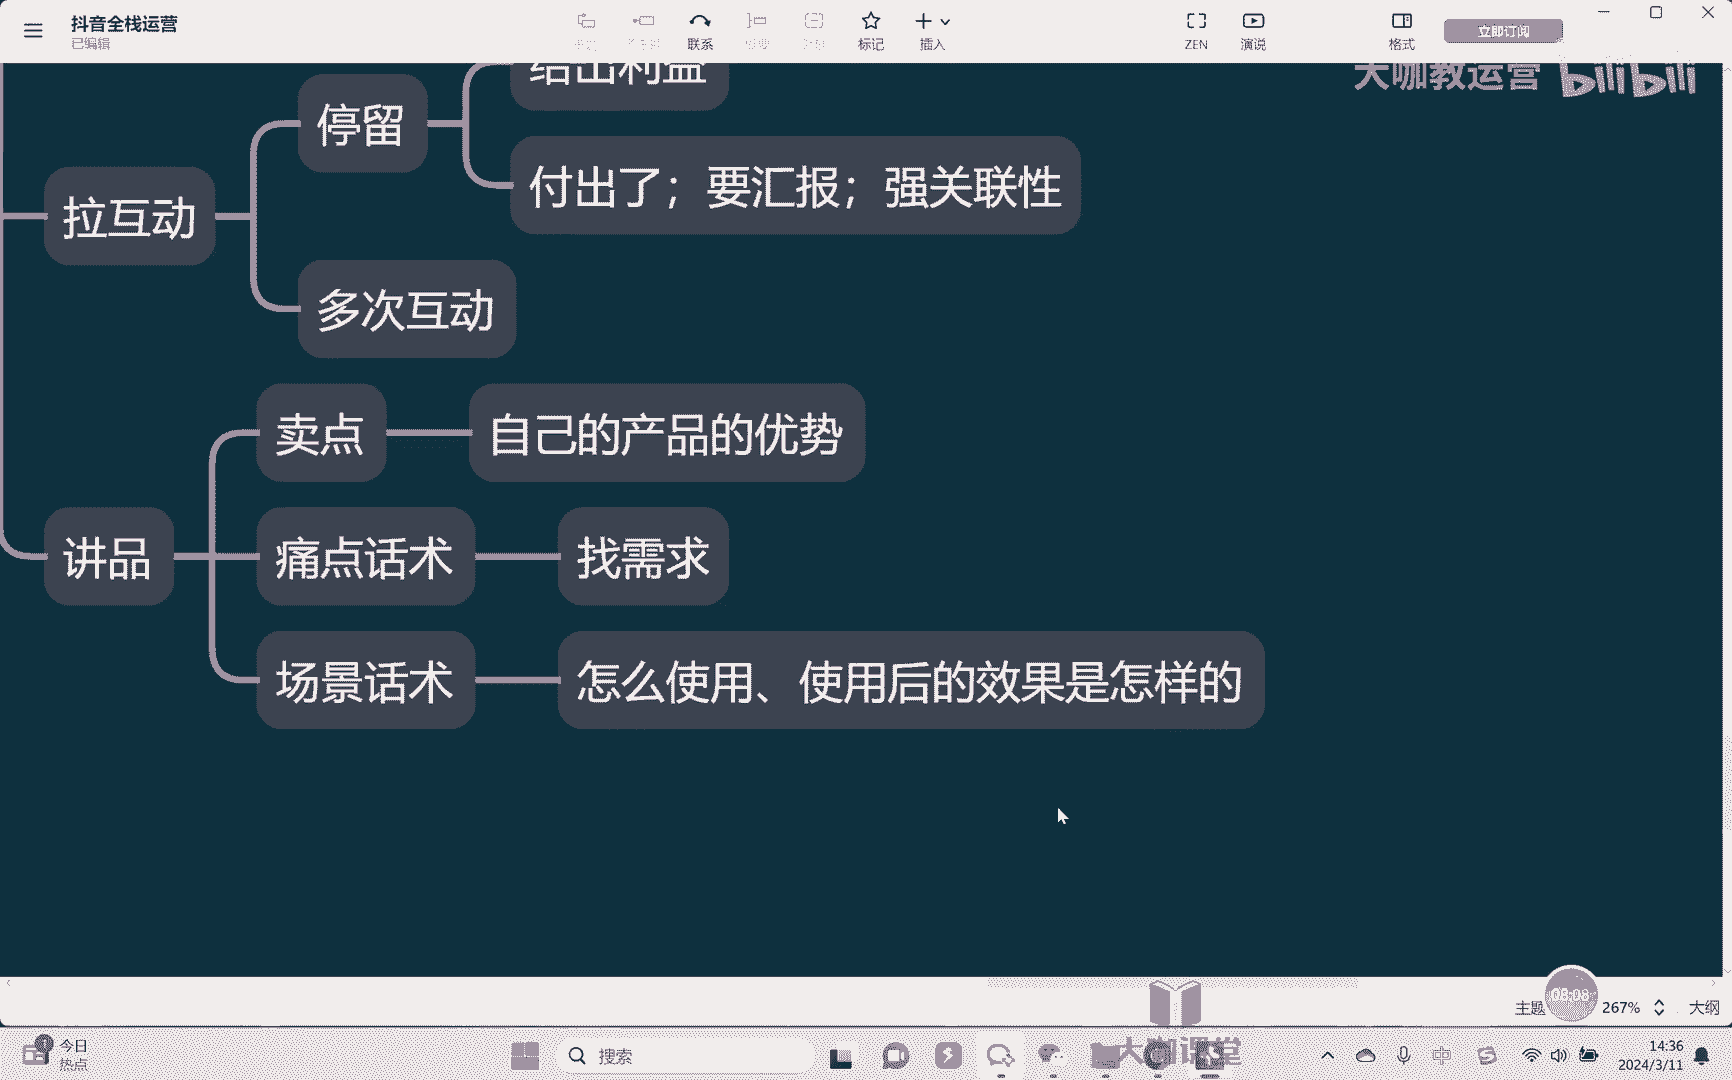 抖音全栈运营
已编辑
联系
标记
插入
ZEN
演说
格式
立即订阅
大咖教运营 bilibili
给出利益
停留
付出了；要汇报；强关联性
拉互动
多次互动
卖点
自己的产品的优势
讲品
痛点话术
找需求
场景话术
怎么使用、使用后的效果是怎样的
主题
08:08
267%
大纲
今日
热点
搜索
大咖课堂
中
14:36
2024/3/11